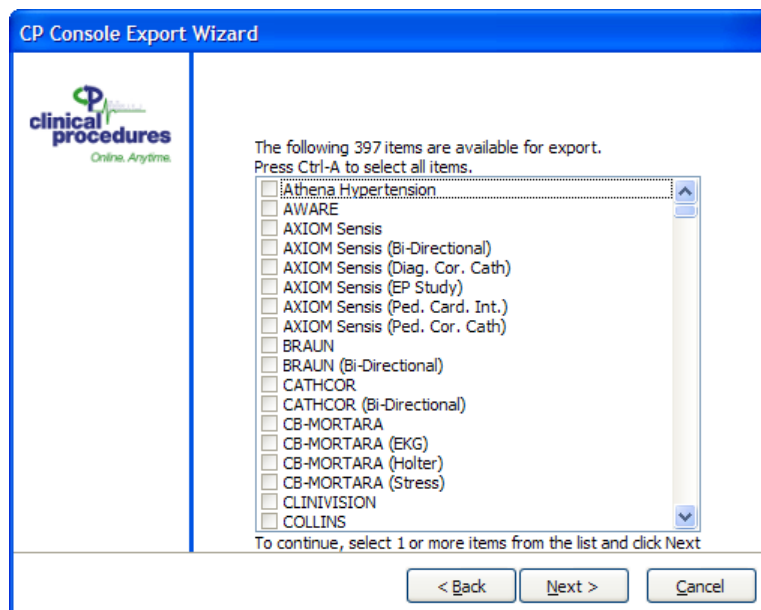 CP Console Export Wizard
CP
clinical
procedures
Online. Anytime.
The following 397 items are available for export.
Press Ctrl-A to select all items.
Athena Hypertension
AWARE
AXIOM Sensis
AXIOM Sensis (Bi-Directional)
AXIOM Sensis (Diag. Cor. Cath)
AXIOM Sensis (EP Study)
AXIOM Sensis (Ped. Card. Int.)
AXIOM Sensis (Ped. Cor. Cath)
BRAUN
BRAUN (Bi-Directional)
CATHCOR
CATHCOR (Bi-Directional)
CB-MORTARA
CB-MORTARA (EKG)
CB-MORTARA (Holter)
CB-MORTARA (Stress)
CLINIVISION
COLLINS
To continue, select 1 or more items from the list and click Next
< Back Next > Cancel